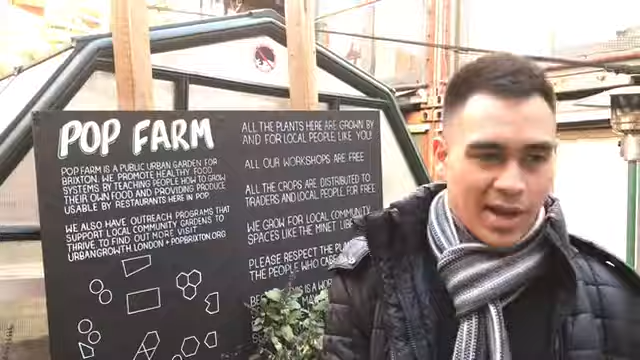 POP FARM
POP FARM IS A PUBLIC URBAN GARDEN FOR
BRIXTON. WE PROMOTE HEALTHY FOOD
SYSTEMS BY TEACHING PEOPLE HOW TO GROW
THEIR OWN FOOD AND PROVIDING PRODUCE
USABLE BY RESTAURANTS HERE IN POP.
WE ALSO HAVE OUTREACH PROGRAMS THAT
SUPPORT LOCAL COMMUNITY GARDENS TO
THRIVE TO FIND OUT MORE VISIT
URBANGROWTH.LONDON + POPBRIXTON.ORG
ALL THE PLANTS HERE ARE GROWN BY
AND FOR LOCAL PEOPLE, LIKE YOU!
ALL OUR WORKSHOPS ARE FREE
ALL THE CROPS ARE DISTRIBUTED TO
TRADERS AND LOCAL PEOPLE, FOR FREE
WE GROW FOR LOCAL COMMUNITY
SPACES LIKE THE MINET
PLEASE RESPECT THE
THE PEOPLE WHO